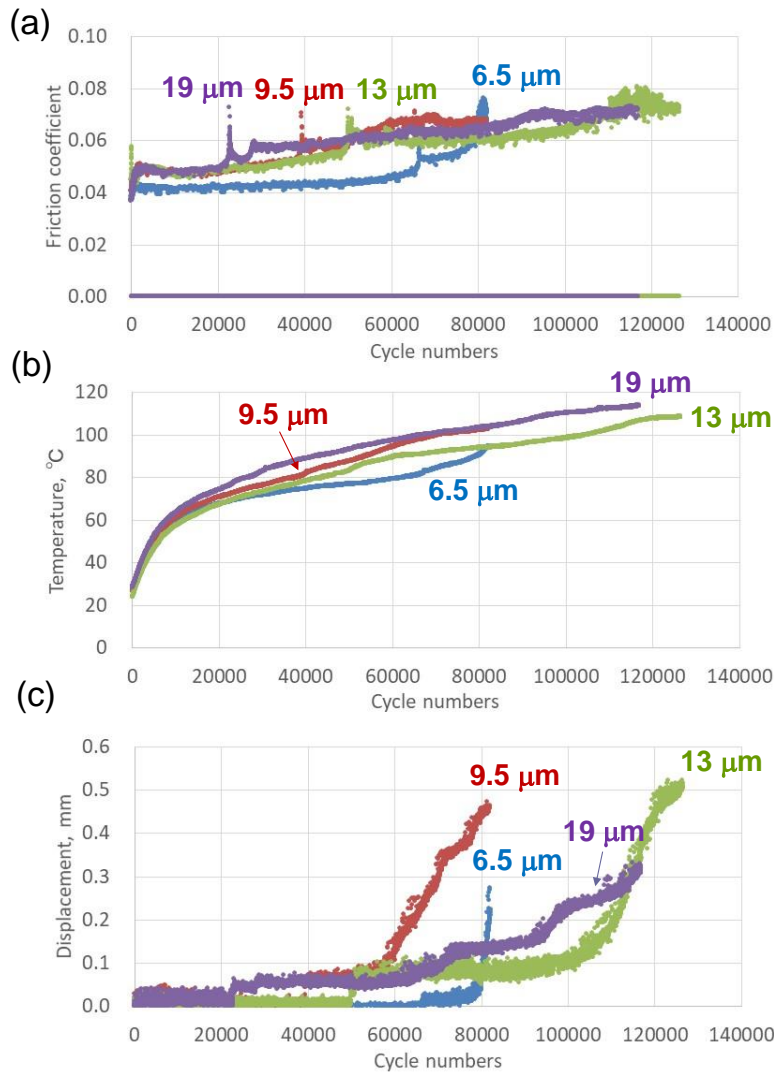 (a)
0.10
0.08
0.06
0.04
0.02
0.00
Friction coefficient
19 μm
9.5 μm
13 μm
6.5 μm
0 20000 40000 60000 80000 100000 120000 140000
Cycle numbers
(b)
120
100
80
60
40
20
0
Temperature, °C
9.5 μm
19 μm
13 μm
6.5 μm
0 20000 40000 60000 80000 100000 120000 140000
Cycle numbers
(c)
0.6
0.5
0.4
0.3
0.2
0.1
0.0
Displacement, mm
9.5 μm
13 μm
19 μm
6.5 μm
0 20000 40000 60000 80000 100000 120000 140000
Cycle numbers